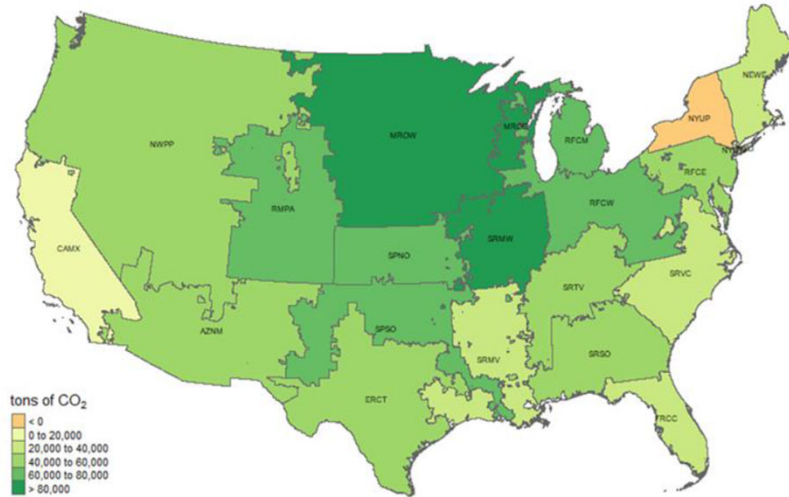 NEWE
NYUP
MROW
MROE
RFCM
NWPP
RFCE
RFCW
RMPA
SRMW
CAMX
SPNO
SRVC
SRTV
AZNM
SPSO
SRMV
SRSO
ERCT
FRCC
tons of CO₂
< 0
0 to 20,000
20,000 to 40,000
40,000 to 60,000
60,000 to 80,000
> 80,000